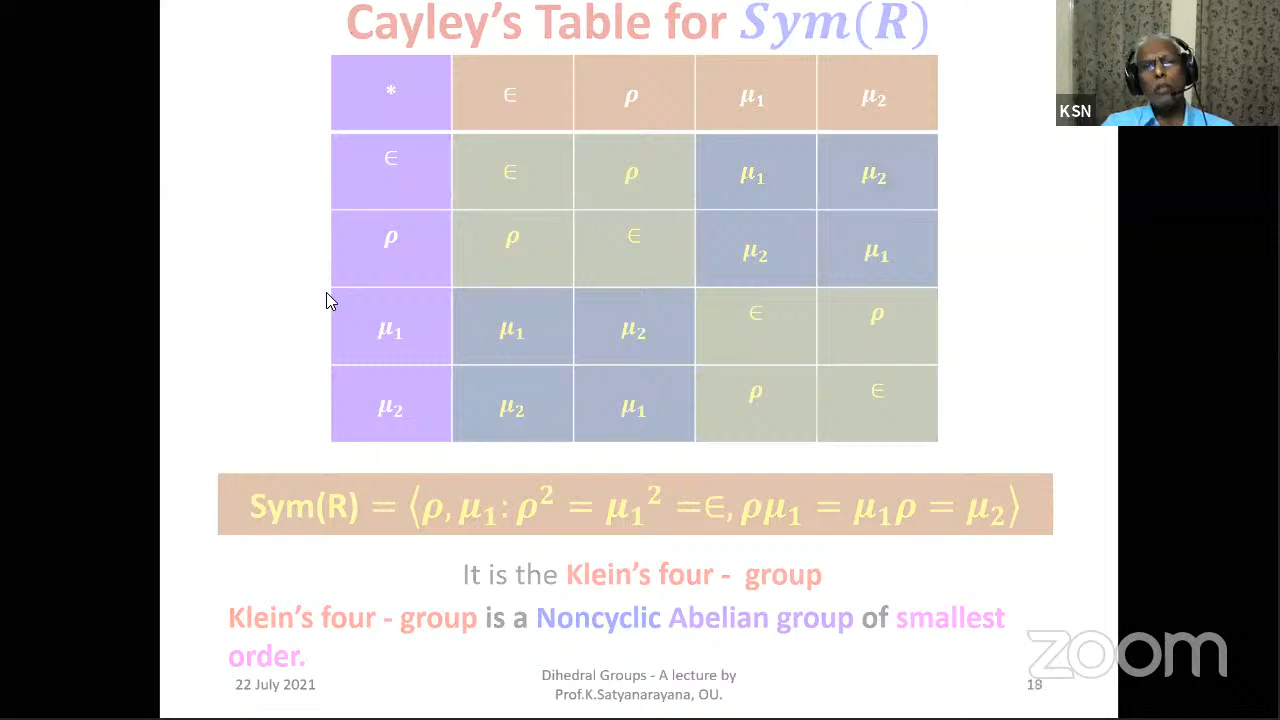 Cayley's Table for Sym(R)
* ∈ ρ μ₁ μ₂
∈ ∈ ρ μ₁ μ₂
ρ ρ ∈ μ₂ μ₁
μ₁ μ₁ μ₂ ∈ ρ
μ₂ μ₂ μ₁ ρ ∈
Sym(R) = ⟨ρ, μ₁: ρ² = μ₁² =∈, ρμ₁ = μ₁ρ = μ₂⟩
It is the Klein's four - group
Klein's four - group is a Noncyclic Abelian group of smallest
order.
22 July 2021
Dihedral Groups - A lecture by
Prof.K.Satyanarayana, OU.
18
KSN
zoom